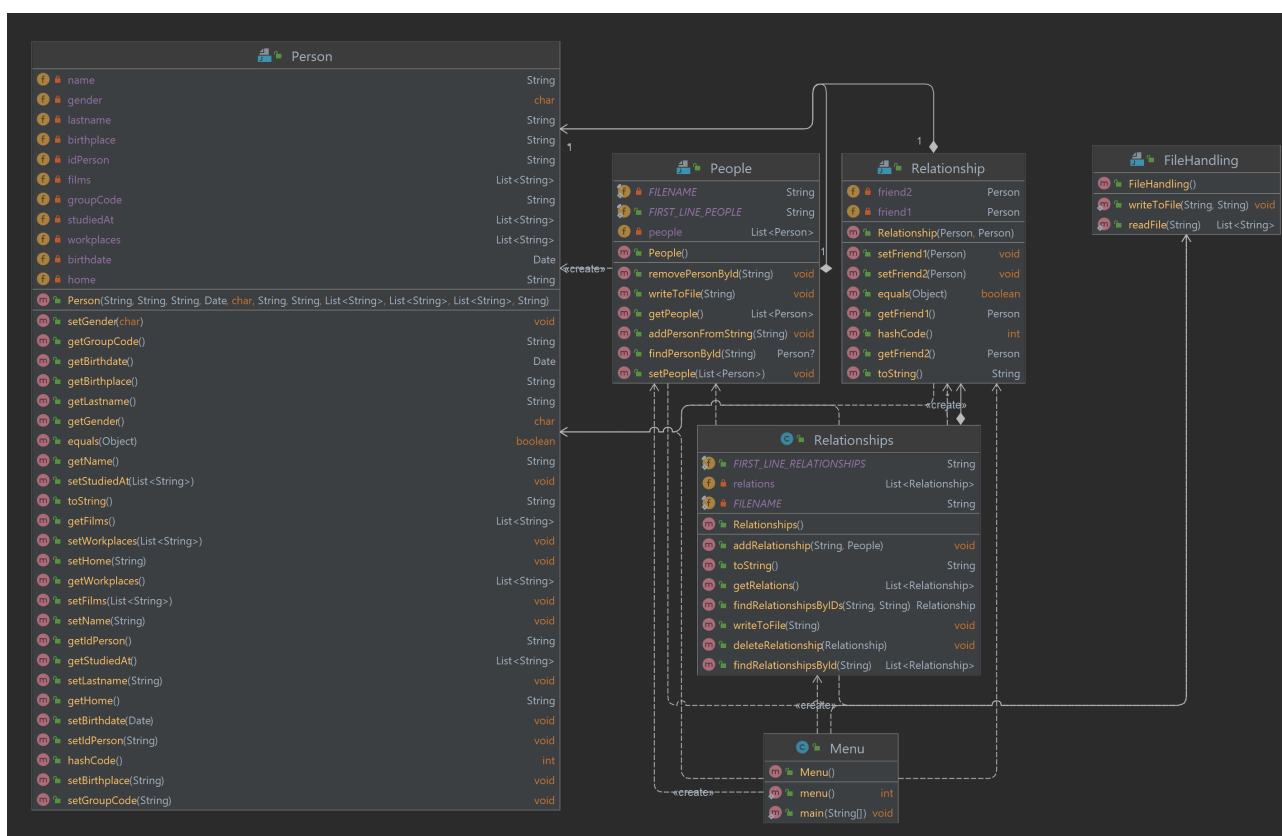 Person
name String
gender char
lastname String
birthplace String
idPerson String
films List<String>
groupCode String
studiedAt List<String>
workplaces List<String>
birthdate Date
home String
Person(String, String, String, Date, char, String, String, List<String>, List<String>, List<String>, String)
setGender(char) void
getGroupCode() String
getBirthdate() Date
getBirthplace() String
getLastname() String
getGender() char
equals(Object) boolean
getName() String
setStudiedAt(List<String>) void
toString() String
getFilms() List<String>
setWorkplaces(List<String>) void
setHome(String) void
getWorkplaces() List<String>
setFilms(List<String>) void
setName(String) void
getIdPerson() String
getStudiedAt() List<String>
setLastname(String) void
getHome() String
setBirthdate(Date) void
setIdPerson(String) void
hashCode() int
setBirthplace(String) void
setGroupCode(String) void
1
1
1
«create»
People
FILENAME String
FIRST_LINE_PEOPLE String
people List<Person>
People()
removePersonById(String) void
writeToFile(String) void
getPeople() List<Person>
addPersonFromString(String) void
findPersonById(String) Person?
setPeople(List<Person>) void
Relationship
friend2 Person
friend1 Person
Relationship(Person, Person)
setFriend1(Person) void
setFriend2(Person) void
equals(Object) boolean
getFriend1() Person
hashCode() int
getFriend2() Person
toString() String
FileHandling
FileHandling()
writeToFile(String, String) void
readFile(String) List<String>
«create»
Relationships
FIRST_LINE_RELATIONSHIPS String
relations List<Relationship>
FILENAME String
Relationships()
addRelationship(String, People) void
toString() String
getRelations() List<Relationship>
findRelationshipsByIDs(String, String) Relationship
writeToFile(String) void
deleteRelationship(Relationship) void
findRelationshipsById(String) List<Relationship>
«create»
«create»
Menu
Menu()
menu() int
main(String[]) void